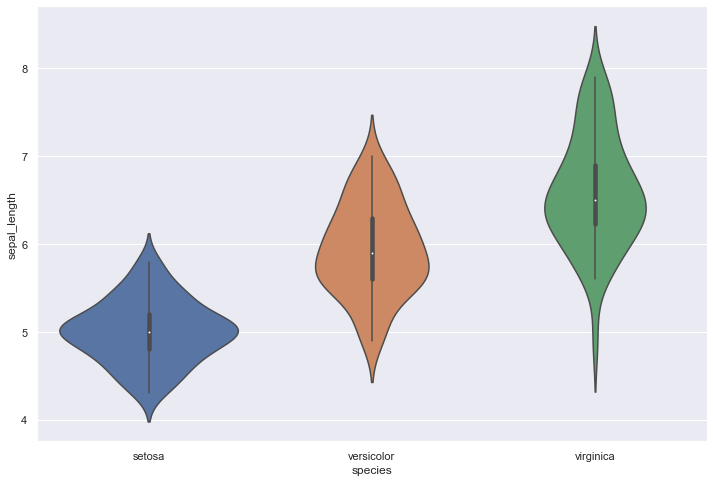 8
7
6
5
4
sepal_length
setosa
versicolor
virginica
species